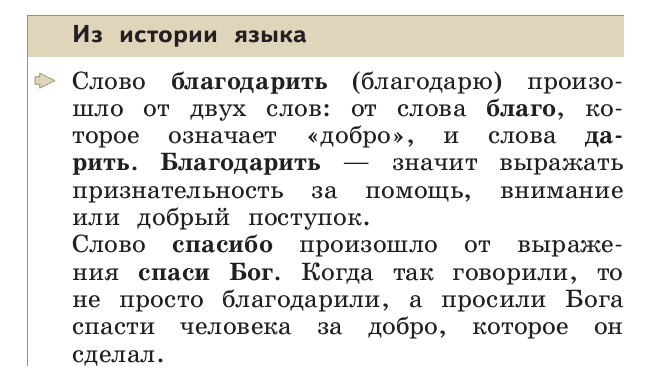 Из истории языка
Слово благодарить (благодарю) произо-
шло от двух слов: от слова благо, ко-
торое означает «добро», и слова да-
рить. Благодарить — значит выражать
признательность за помощь, внимание
или добрый поступок.
Слово спасибо произошло от выраже-
ния спаси Бог. Когда так говорили, то
не просто благодарили, а просили Бога
спасти человека за добро, которое он
сделал.